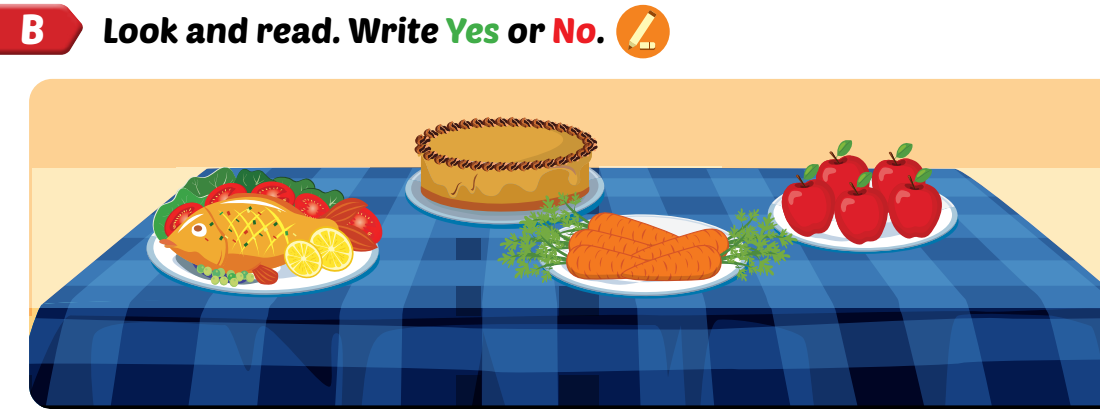 B Look and read. Write Yes or No.